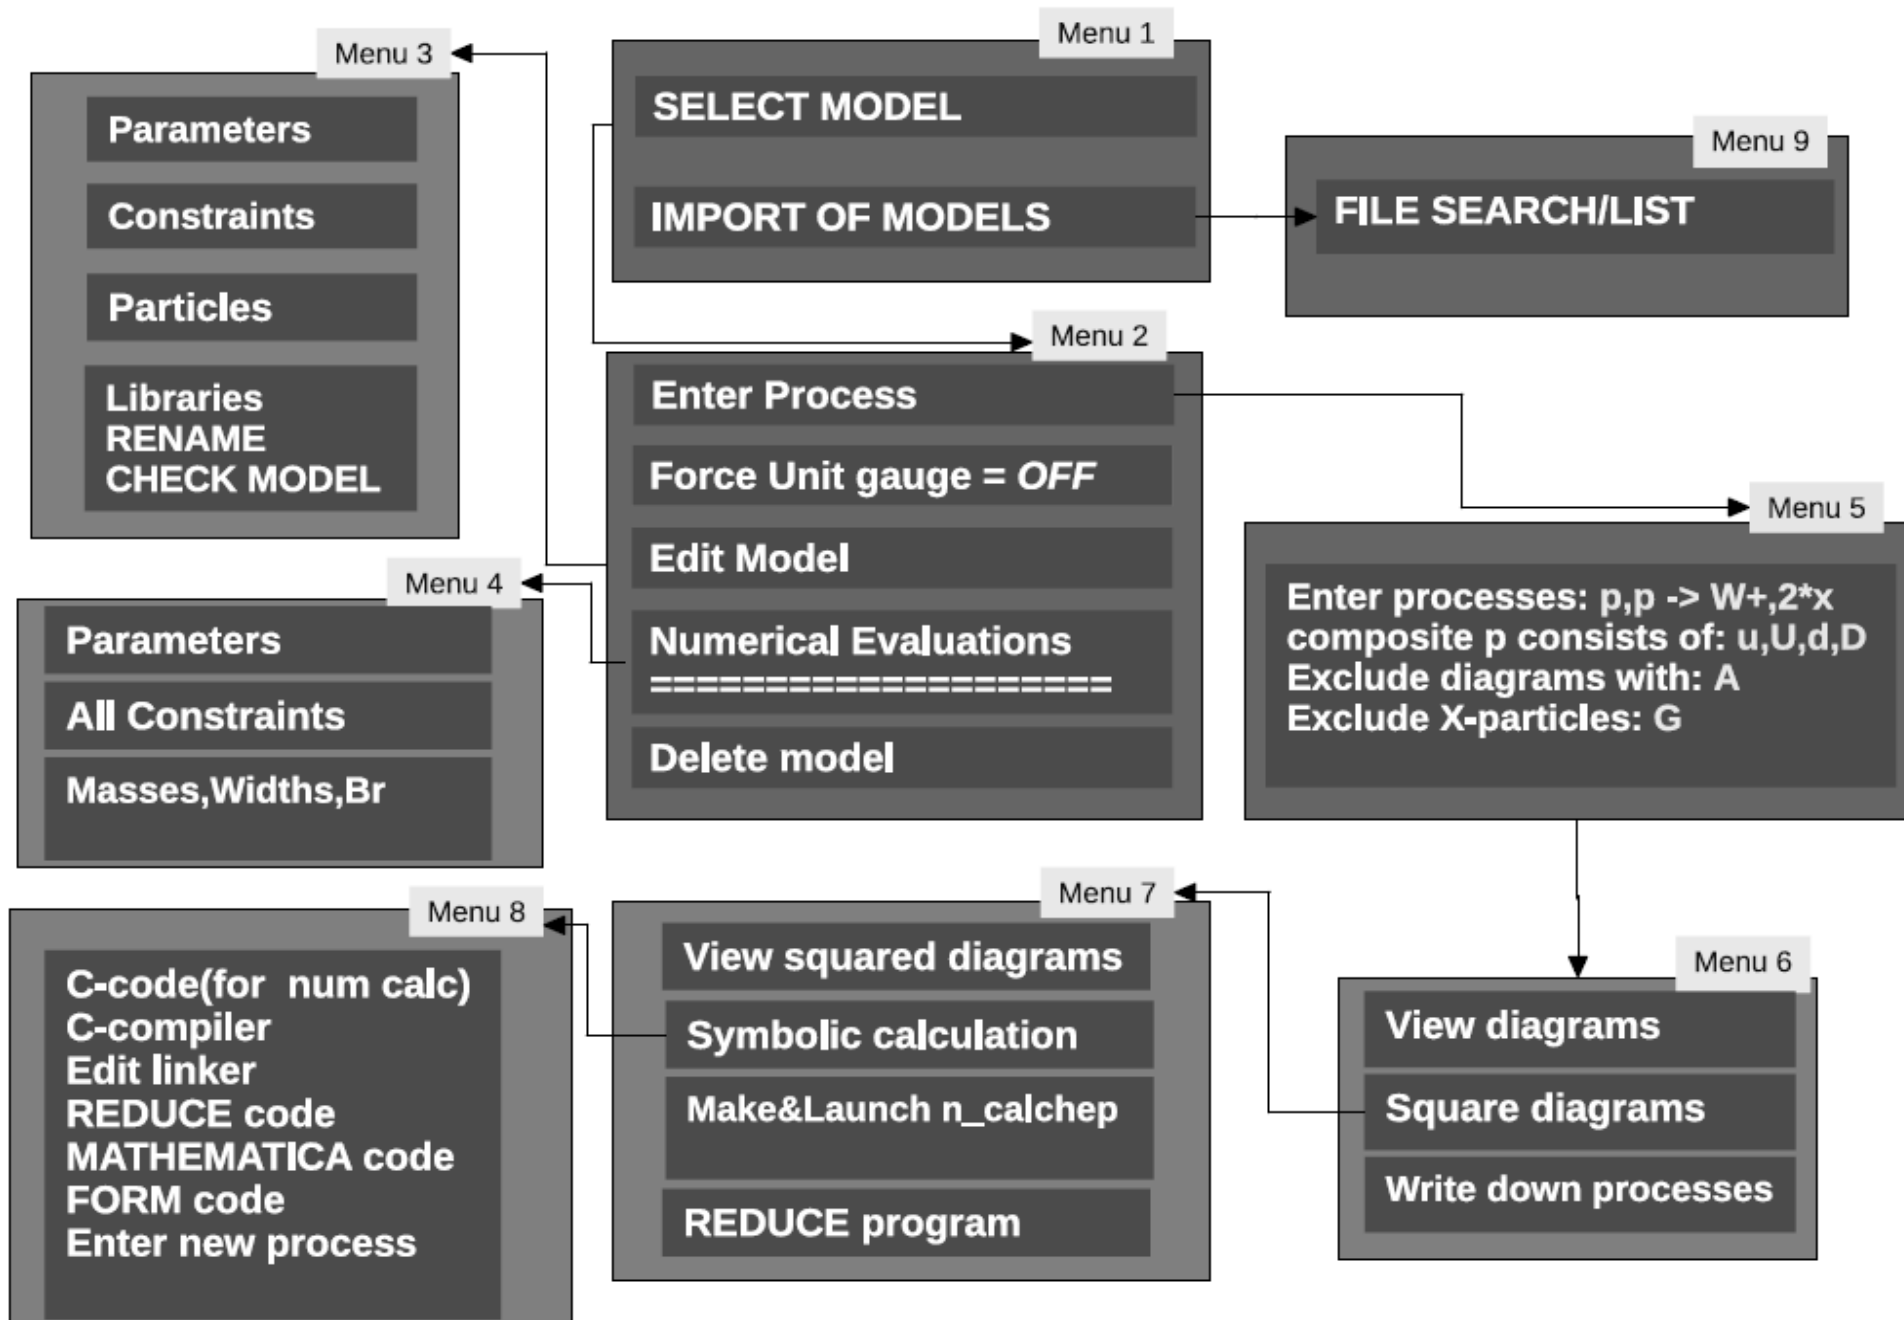 Menu 1
SELECT MODEL
IMPORT OF MODELS
Menu 9
FILE SEARCH/LIST
Menu 2
Enter Process
Force Unit gauge = OFF
Edit Model
Numerical Evaluations
====================
Delete model
Menu 3
Parameters
Constraints
Particles
Libraries
RENAME
CHECK MODEL
Menu 4
Parameters
All Constraints
Masses,Widths,Br
Menu 5
Enter processes: p,p -> W+,2*x
composite p consists of: u,U,d,D
Exclude diagrams with: A
Exclude X-particles: G
Menu 6
View diagrams
Square diagrams
Write down processes
Menu 7
View squared diagrams
Symbolic calculation
Make&Launch n_calchep
REDUCE program
Menu 8
C-code(for num calc)
C-compiler
Edit linker
REDUCE code
MATHEMATICA code
FORM code
Enter new process